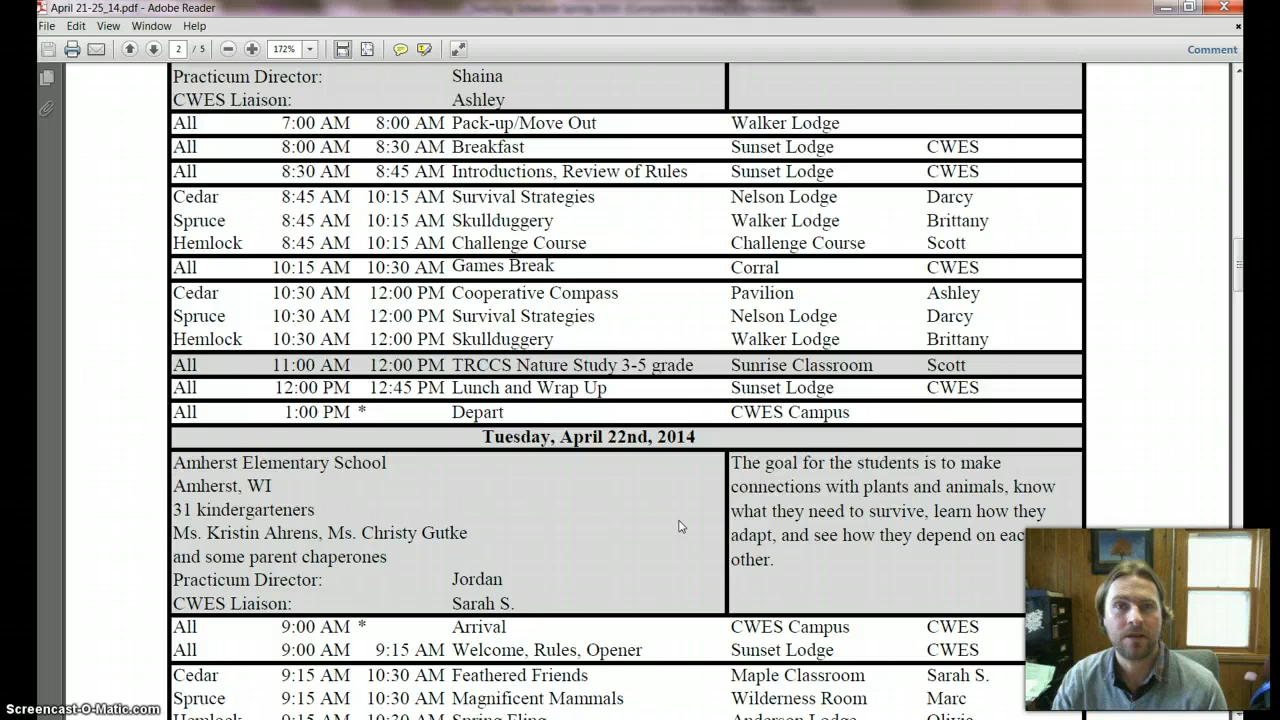 April 21-25_14.pdf - Adobe Reader
File Edit View Window Help
2 / 5 172% Comment
Practicum Director: Shaina
CWES Liaison: Ashley
All 7:00 AM 8:00 AM Pack-up/Move Out Walker Lodge
All 8:00 AM 8:30 AM Breakfast Sunset Lodge CWES
All 8:30 AM 8:45 AM Introductions, Review of Rules Sunset Lodge CWES
Cedar 8:45 AM 10:15 AM Survival Strategies Nelson Lodge Darcy
Spruce 8:45 AM 10:15 AM Skullduggery Walker Lodge Brittany
Hemlock 8:45 AM 10:15 AM Challenge Course Challenge Course Scott
All 10:15 AM 10:30 AM Games Break Corral CWES
Cedar 10:30 AM 12:00 PM Cooperative Compass Pavilion Ashley
Spruce 10:30 AM 12:00 PM Survival Strategies Nelson Lodge Darcy
Hemlock 10:30 AM 12:00 PM Skullduggery Walker Lodge Brittany
All 11:00 AM 12:00 PM TRCCS Nature Study 3-5 grade Sunrise Classroom Scott
All 12:00 PM 12:45 PM Lunch and Wrap Up Sunset Lodge CWES
All 1:00 PM * Depart CWES Campus
Tuesday, April 22nd, 2014
Amherst Elementary School
Amherst, WI
31 kindergarteners
Ms. Kristin Ahrens, Ms. Christy Gutke
and some parent chaperones
Practicum Director: Jordan
CWES Liaison: Sarah S.
The goal for the students is to make
connections with plants and animals, know
what they need to survive, learn how they
adapt, and see how they depend on eac
other.
All 9:00 AM * Arrival CWES Campus CWES
All 9:00 AM 9:15 AM Welcome, Rules, Opener Sunset Lodge CWES
Cedar 9:15 AM 10:30 AM Feathered Friends Maple Classroom Sarah S.
Spruce 9:15 AM 10:30 AM Magnificent Mammals Wilderness Room Marc
Hemlock 9:15 AM 10:30 AM Spring Fling Anderson Lodge Olivia
Screencast-O-Matic.com